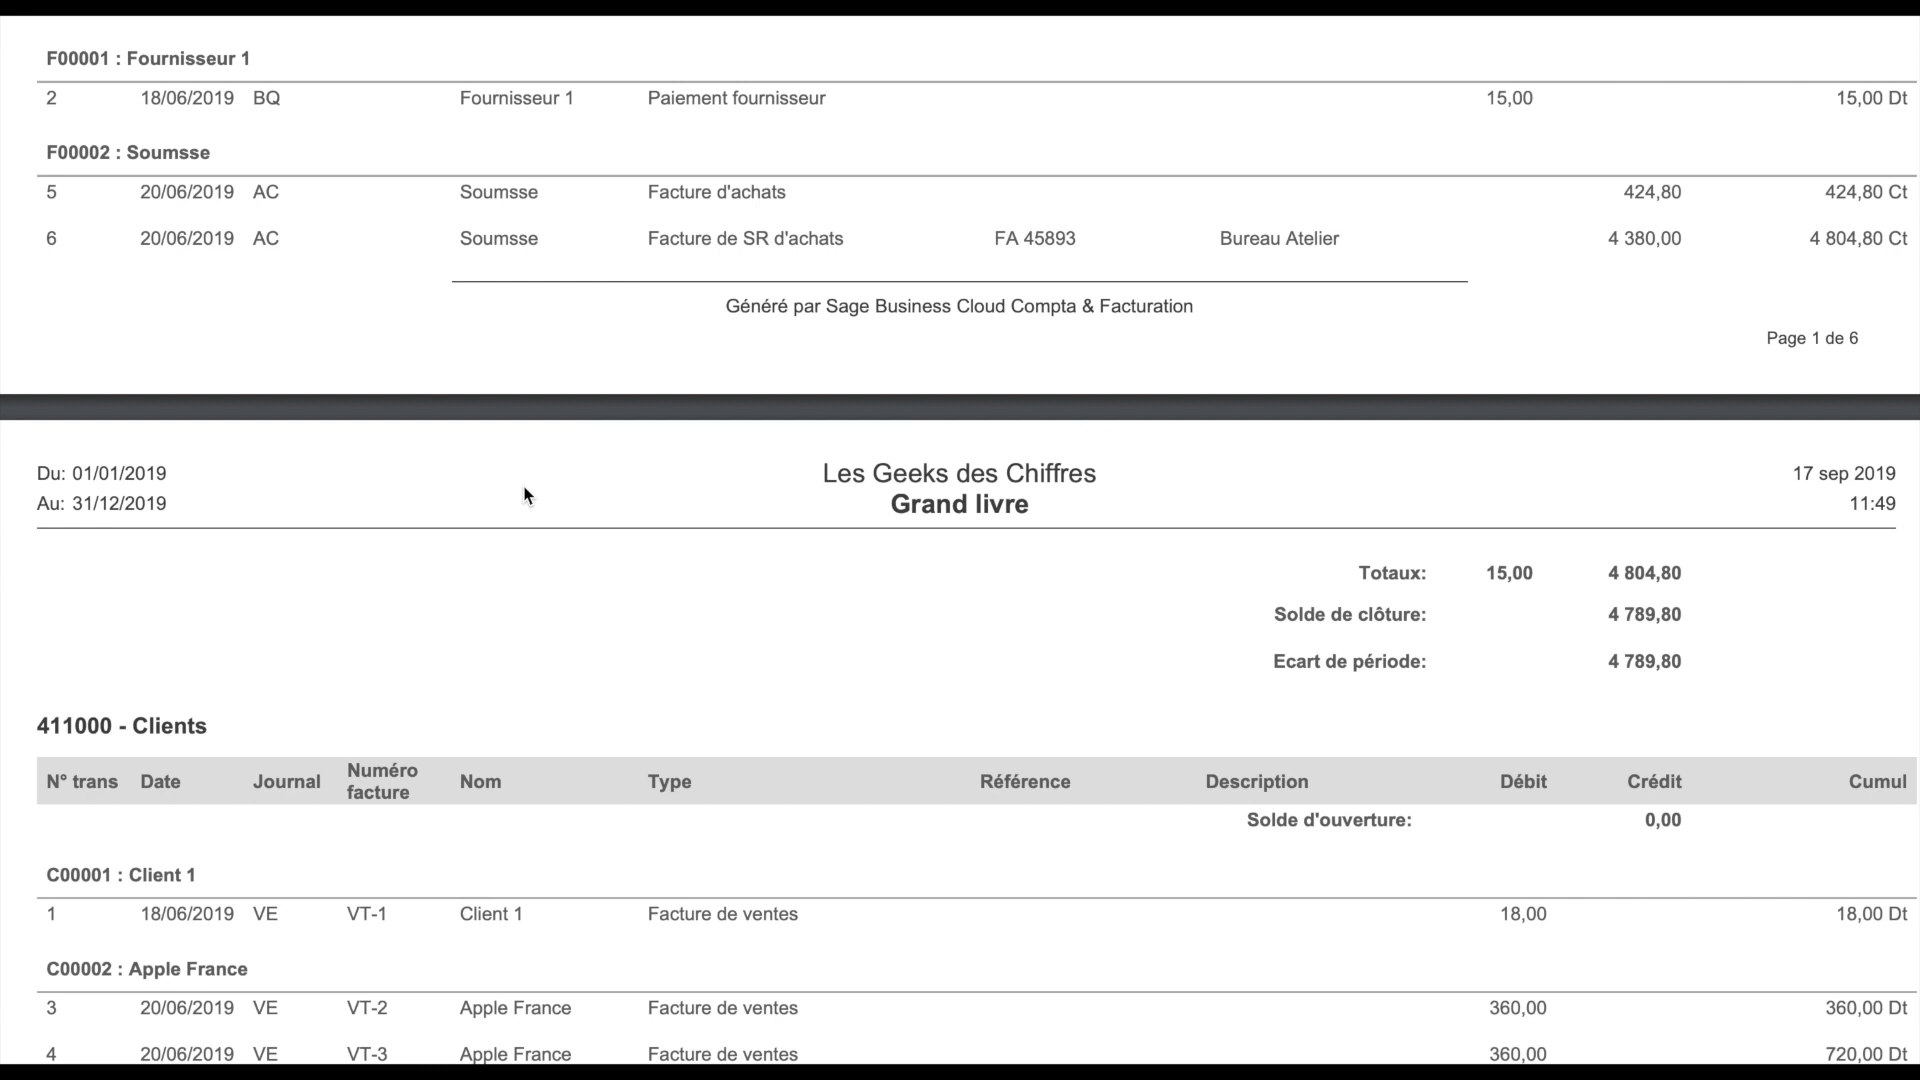 F00001 : Fournisseur 1
2 18/06/2019 BQ Fournisseur 1 Paiement fournisseur 15,00 15,00 Dt
F00002 : Soumsse
5 20/06/2019 AC Soumsse Facture d'achats 424,80 424,80 Ct
6 20/06/2019 AC Soumsse Facture de SR d'achats FA 45893 Bureau Atelier 4 380,00 4 804,80 Ct
Généré par Sage Business Cloud Compta & Facturation
Page 1 de 6
Du: 01/01/2019 Les Geeks des Chiffres 17 sep 2019
Au: 31/12/2019 Grand livre 11:49
Totaux: 15,00 4 804,80
Solde de clôture: 4 789,80
Ecart de période: 4 789,80
411000 - Clients
N° trans Date Journal Numéro facture Nom Type Référence Description Débit Crédit Cumul
Solde d'ouverture: 0,00
C00001 : Client 1
1 18/06/2019 VE VT-1 Client 1 Facture de ventes 18,00 18,00 Dt
C00002 : Apple France
3 20/06/2019 VE VT-2 Apple France Facture de ventes 360,00 360,00 Dt
4 20/06/2019 VE VT-3 Apple France Facture de ventes 360,00 720,00 Dt